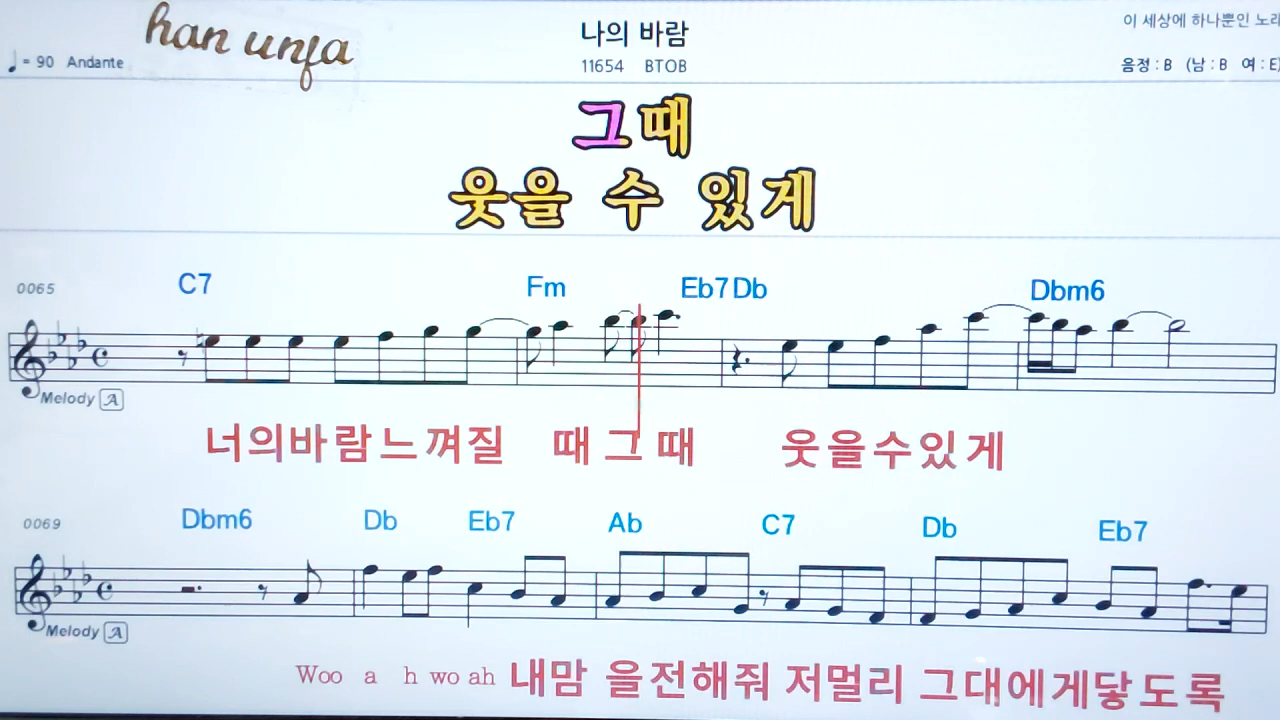 han unfa
나의 바람
이 세상에 하나뿐인 노래
♩= 90 Andante
11654 BTOB
음정 : B (남 : B 여 : E
그때
웃을 수 있게
0065 C7 Fm Eb7 Db Dbm6
Melody A
너의바람느껴질 때그때 웃을수있게
0069 Dbm6 Db Eb7 Ab C7 Db Eb7
Melody A
Woo a h wo ah 내맘 을전해줘 저멀리 그대에게닿도록